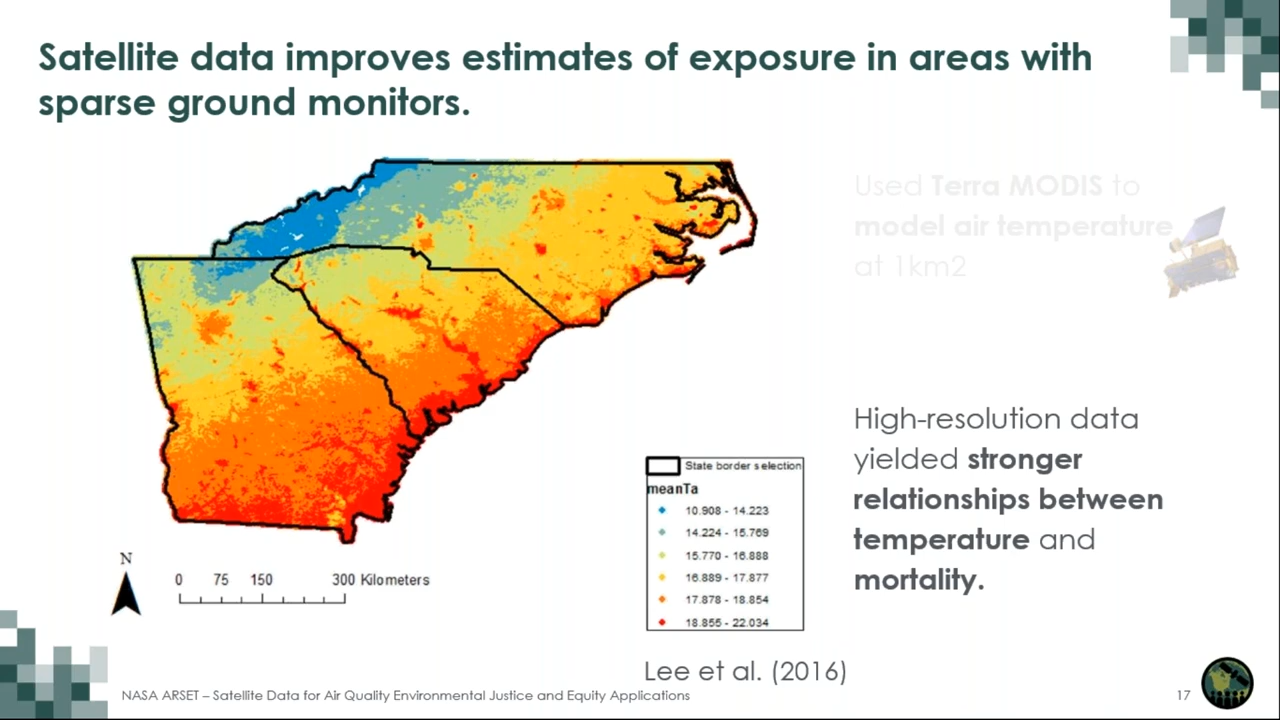 Satellite data improves estimates of exposure in areas with
sparse ground monitors.
Used Terra MODIS to
model air temperature
at 1km2
High-resolution data
yielded stronger
relationships between
temperature and
mortality.
State border selection
meanTa
10.908 - 14.223
14.224 - 15.769
15.770 - 16.888
16.889 - 17.877
17.878 - 18.854
18.855 - 22.034
N
0 75 150 300 Kilometers
Lee et al. (2016)
NASA ARSET – Satellite Data for Air Quality Environmental Justice and Equity Applications
17